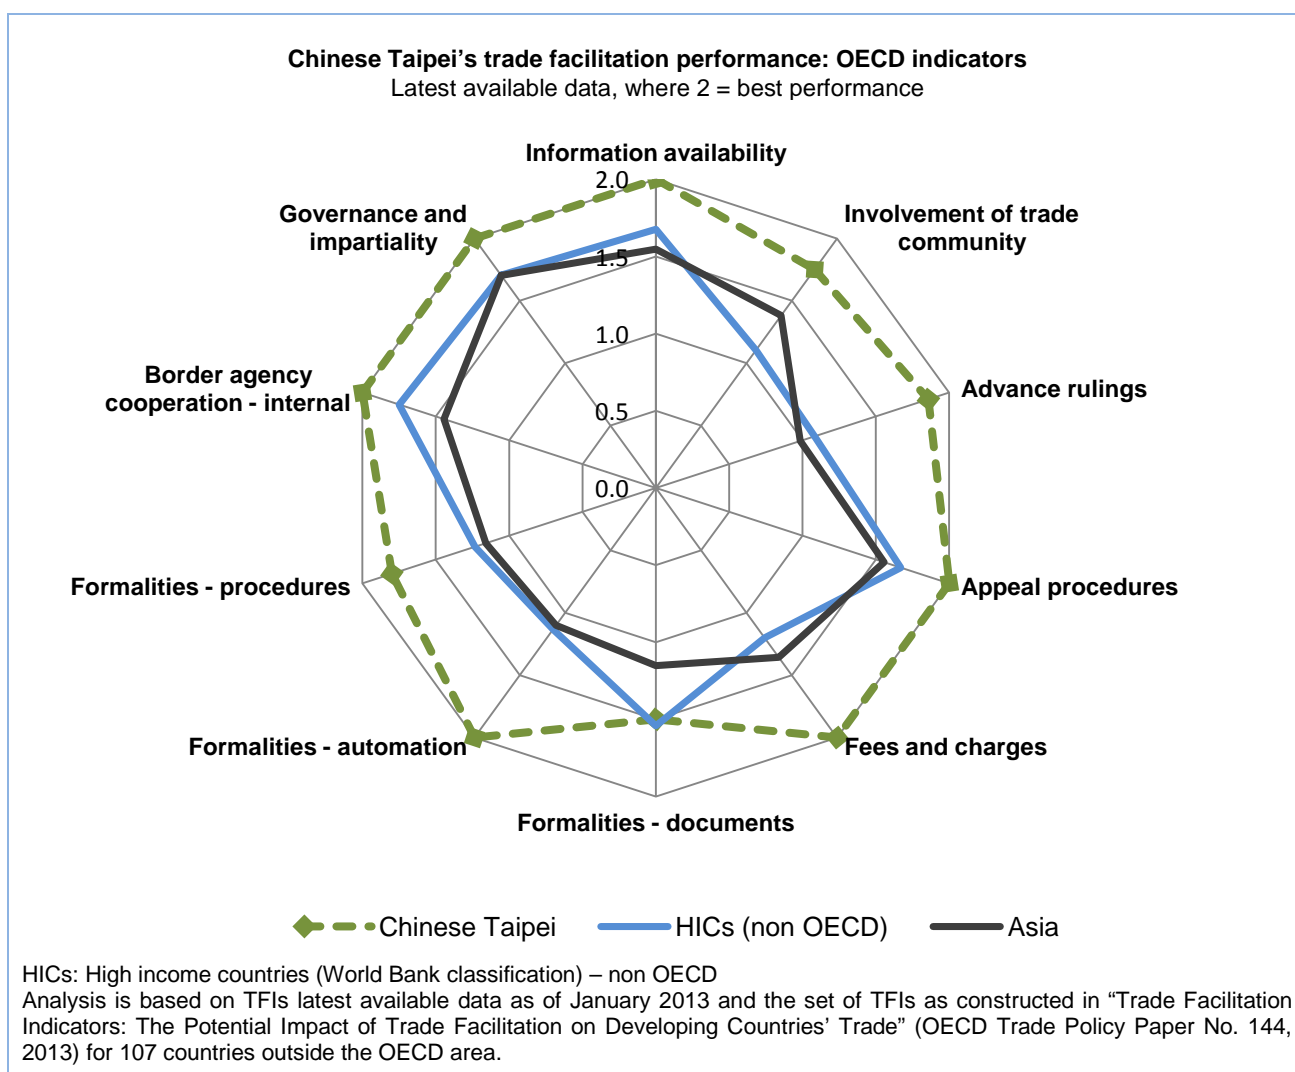 Chinese Taipei’s trade facilitation performance: OECD indicators
Latest available data, where 2 = best performance
Information availability
2.0
Governance and
impartiality
Involvement of trade
community
1.5
1.0
Border agency
cooperation - internal
Advance rulings
0.5
0.0
Formalities - procedures
Appeal procedures
Formalities - automation
Fees and charges
Formalities - documents
Chinese Taipei
HICs (non OECD)
Asia
HICs: High income countries (World Bank classification) – non OECD
Analysis is based on TFIs latest available data as of January 2013 and the set of TFIs as constructed in “Trade Facilitation
Indicators: The Potential Impact of Trade Facilitation on Developing Countries’ Trade” (OECD Trade Policy Paper No. 144,
2013) for 107 countries outside the OECD area.